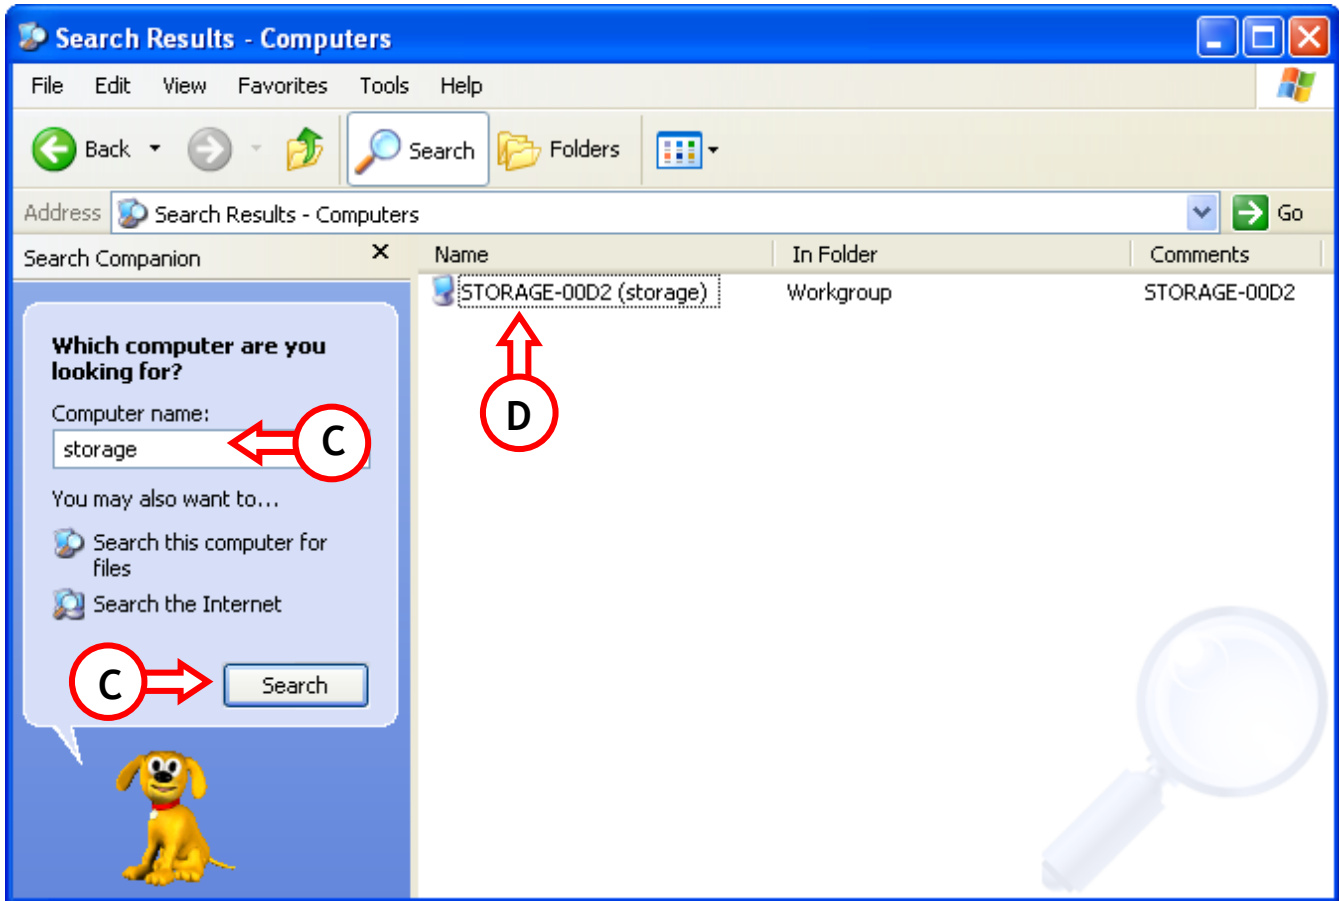 Search Results - Computers
File Edit View Favorites Tools Help
Back Search Folders
Address Search Results - Computers Go
Search Companion
Name In Folder Comments
STORAGE-00D2 (storage) Workgroup STORAGE-00D2
Which computer are you
looking for?
Computer name:
storage
C
D
You may also want to...
Search this computer for
files
Search the Internet
C
Search